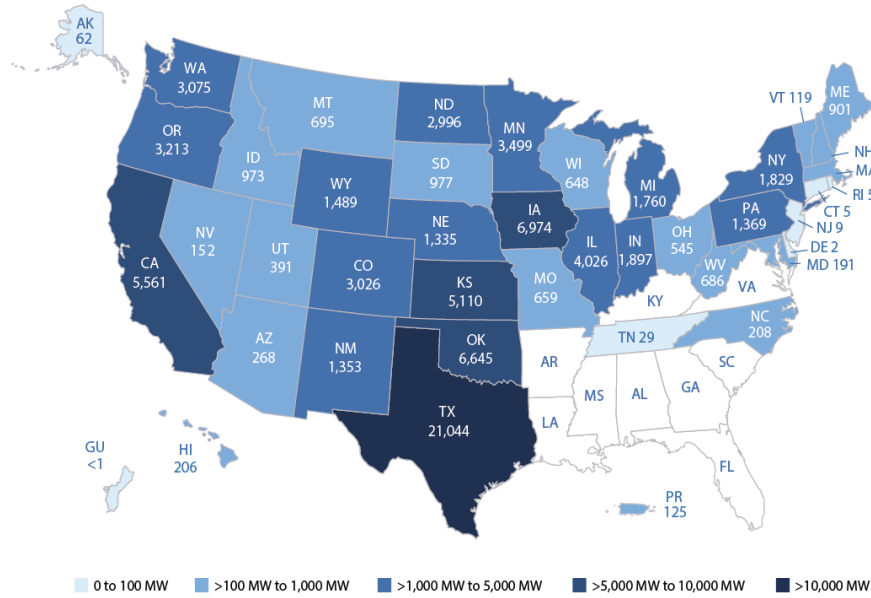 AK
62
WA
3,075
MT
695
ND
2,996
MN
3,499
VT 119
ME
901
OR
3,213
ID
973
SD
977
WI
648
NY
1,829
NH
MA
RI 5
WY
1,489
MI
1,760
CT 5
NJ 9
NE
1,335
IA
6,974
PA
1,369
NV
152
UT
391
IL
4,026
IN
1,897
OH
545
DE 2
MD 191
CA
5,561
CO
3,026
KS
5,110
MO
659
WV
686
KY
VA
AZ
268
NM
1,353
OK
6,645
TN 29
NC
208
AR
SC
MS
AL
GA
TX
21,044
LA
FL
GU
<1
HI
206
PR
125
0 to 100 MW
>100 MW to 1,000 MW
>1,000 MW to 5,000 MW
>5,000 MW to 10,000 MW
>10,000 MW